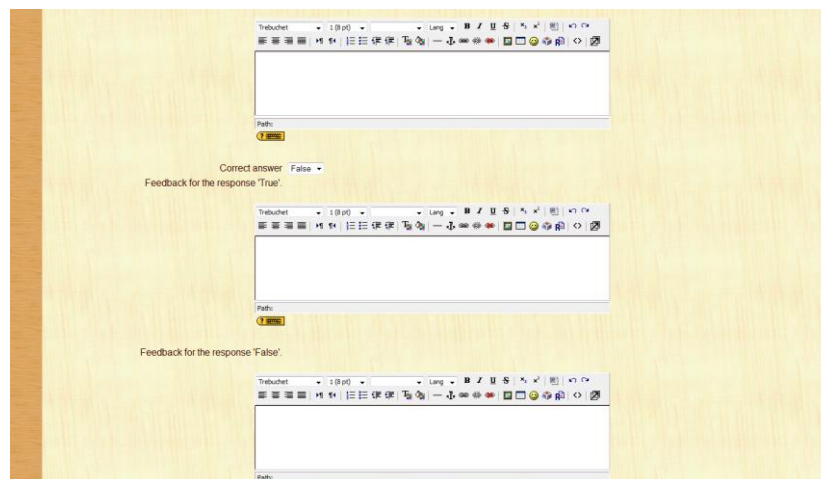 Trebuchet 1 (8 pt) Lang B I U S
Path:
?
Correct answer False
Feedback for the response 'True'.
Trebuchet 1 (8 pt) Lang B I U S
Path:
?
Feedback for the response 'False'.
Trebuchet 1 (8 pt) Lang B I U S
Path: